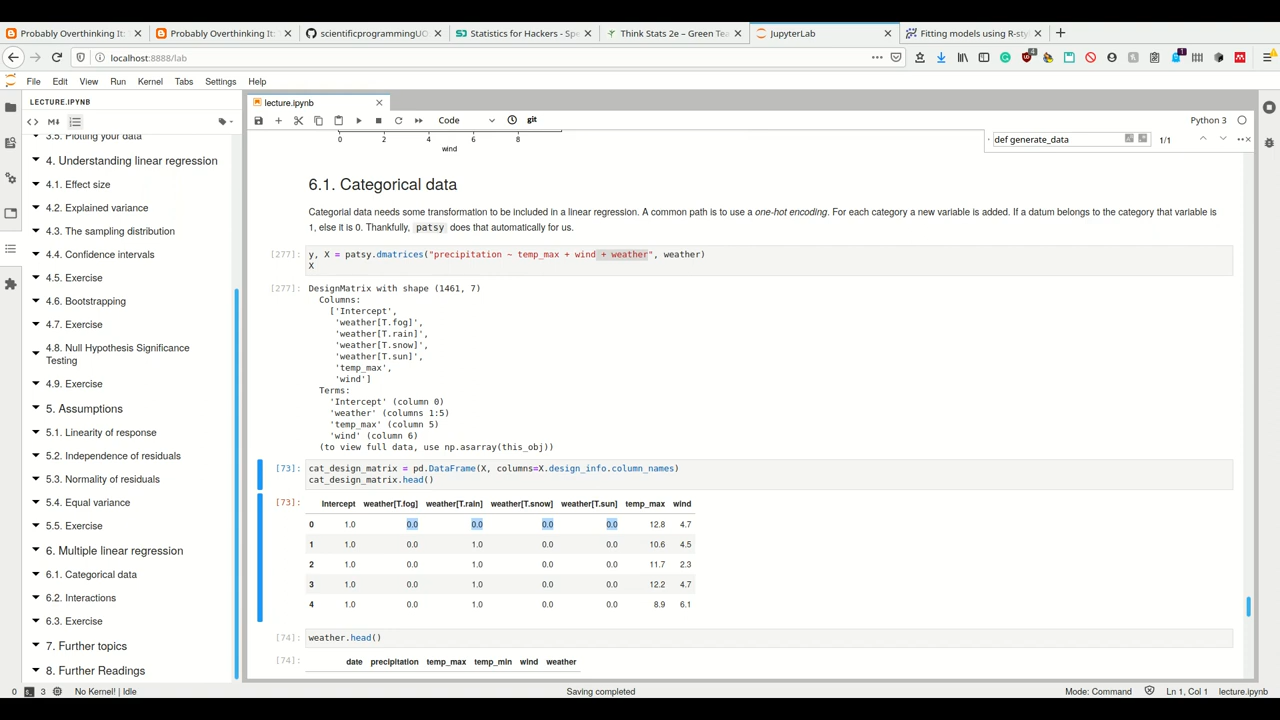 Probably Overthinking It:
Probably Overthinking It:
scientificprogrammingUO
Statistics for Hackers - Spe
Think Stats 2e – Green Tea
JupyterLab
Fitting models using R-styl
localhost:8888/lab
File Edit View Run Kernel Tabs Settings Help
LECTURE.IPYNB
lecture.ipynb
Code
git
Python 3
def generate_data
1/1
3.5. Plotting your data
4. Understanding linear regression
4.1. Effect size
4.2. Explained variance
4.3. The sampling distribution
4.4. Confidence intervals
4.5. Exercise
4.6. Bootstrapping
4.7. Exercise
4.8. Null Hypothesis Significance
Testing
4.9. Exercise
5. Assumptions
5.1. Linearity of response
5.2. Independence of residuals
5.3. Normality of residuals
5.4. Equal variance
5.5. Exercise
6. Multiple linear regression
6.1. Categorical data
6.2. Interactions
6.3. Exercise
7. Further topics
8. Further Readings
0 2 4 6 8
wind
6.1. Categorical data
Categorial data needs some transformation to be included in a linear regression. A common path is to use a one-hot encoding. For each category a new variable is added. If a datum belongs to the category that variable is
1, else it is 0. Thankfully, patsy does that automatically for us.
[277]: y, X = patsy.dmatrices("precipitation ~ temp_max + wind + weather", weather)
X
[277]: DesignMatrix with shape (1461, 7)
Columns:
['Intercept',
'weather[T.fog]',
'weather[T.rain]',
'weather[T.snow]',
'weather[T.sun]',
'temp_max',
'wind']
Terms:
'Intercept' (column 0)
'weather' (columns 1:5)
'temp_max' (column 5)
'wind' (column 6)
(to view full data, use np.asarray(this_obj))
[73]: cat_design_matrix = pd.DataFrame(X, columns=X.design_info.column_names)
cat_design_matrix.head()
[73]: Intercept weather[T.fog] weather[T.rain] weather[T.snow] weather[T.sun] temp_max wind
0 1.0 0.0 0.0 0.0 0.0 12.8 4.7
1 1.0 0.0 1.0 0.0 0.0 10.6 4.5
2 1.0 0.0 1.0 0.0 0.0 11.7 2.3
3 1.0 0.0 1.0 0.0 0.0 12.2 4.7
4 1.0 0.0 1.0 0.0 0.0 8.9 6.1
[74]: weather.head()
[74]: date precipitation temp_max temp_min wind weather
0 3 No Kernel! | Idle
Saving completed
Mode: Command
Ln 1, Col 1
lecture.ipynb